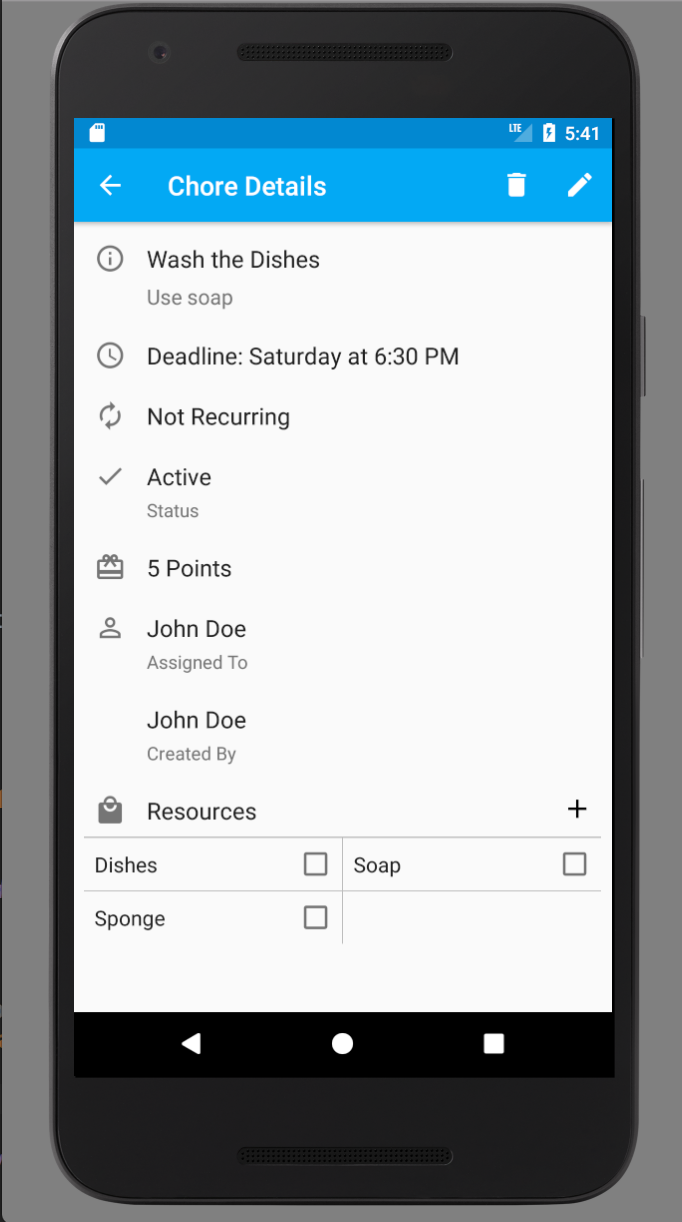 LTE 5:41
Chore Details
Wash the Dishes
Use soap
Deadline: Saturday at 6:30 PM
Not Recurring
Active
Status
5 Points
John Doe
Assigned To
John Doe
Created By
Resources +
Dishes Soap
Sponge